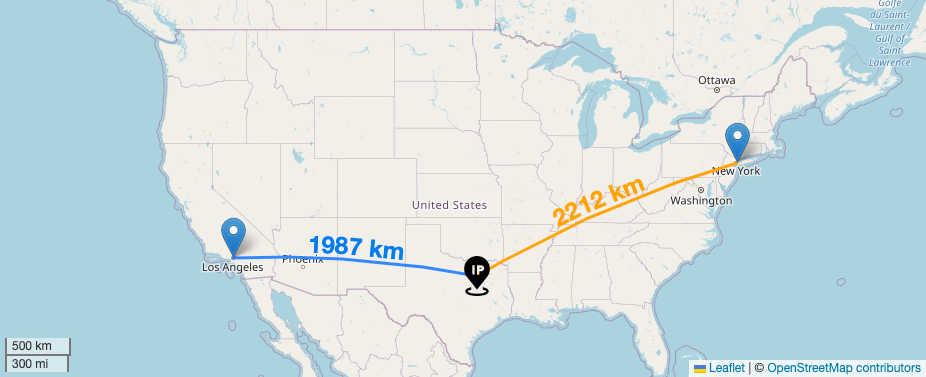 Golfe
du Saint-
Laurent /
Gulf of
Saint
Lawrence
Ottawa
New York
2212 km
Washington
United States
1987 km
Phoenix
Los Angeles
IP
500 km
300 mi
Leaflet | © OpenStreetMap contributors